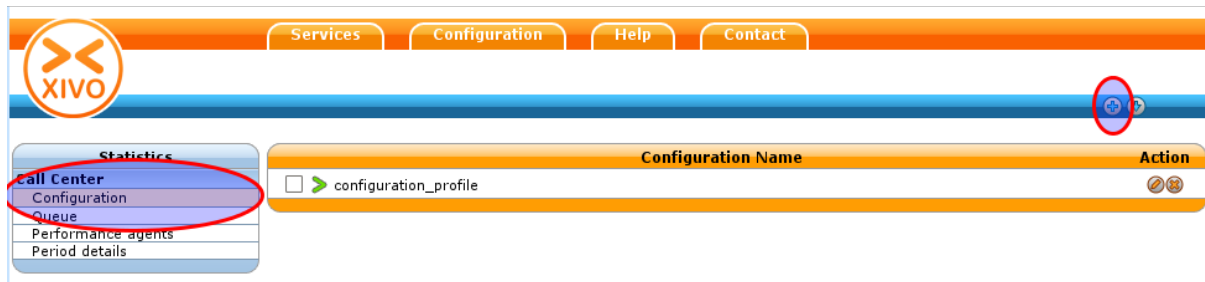 Services Configuration Help Contact
XIVO
Statistics
Call Center
Configuration
Queue
Performance agents
Period details
Configuration Name Action
configuration_profile